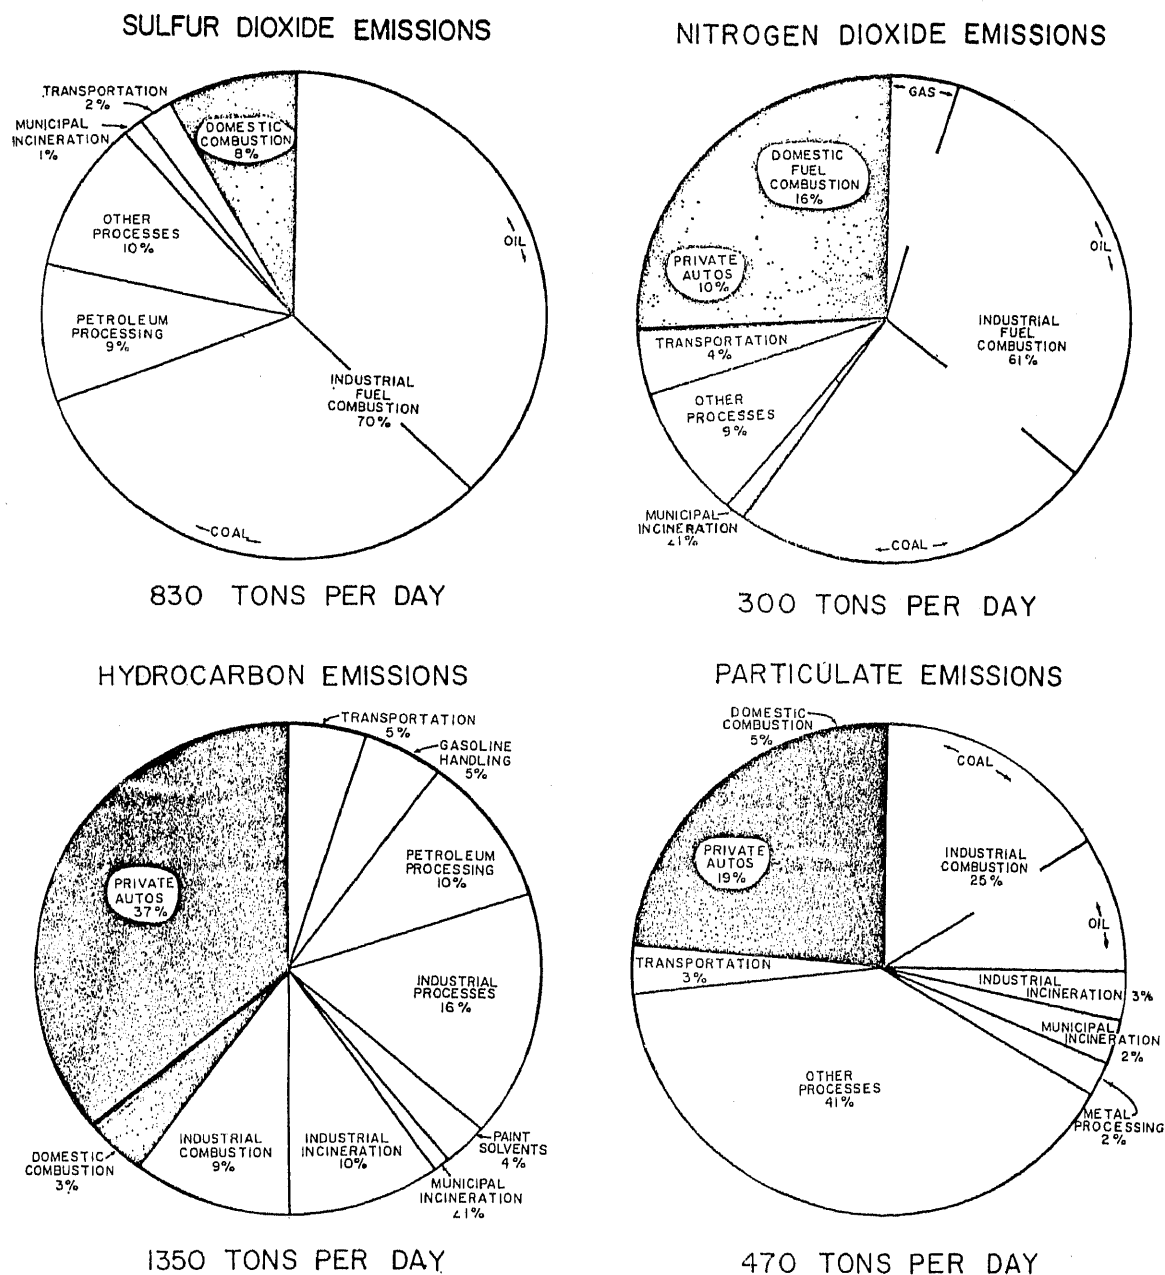 SULFUR DIOXIDE EMISSIONS
TRANSPORTATION
2%
MUNICIPAL
INCINERATION
1%
DOMESTIC
COMBUSTION
8%
OTHER
PROCESSES
10%
OIL
PETROLEUM
PROCESSING
9%
INDUSTRIAL
FUEL
COMBUSTION
70%
COAL
830 TONS PER DAY
NITROGEN DIOXIDE EMISSIONS
GAS
DOMESTIC
FUEL
COMBUSTION
16%
OIL
PRIVATE
AUTOS
10%
INDUSTRIAL
FUEL
COMBUSTION
61%
TRANSPORTATION
4%
OTHER
PROCESSES
9%
MUNICIPAL
INCINERATION
∠1%
COAL
300 TONS PER DAY
HYDROCARBON EMISSIONS
TRANSPORTATION
5%
GASOLINE
HANDLING
5%
PETROLEUM
PROCESSING
10%
PRIVATE
AUTOS
37%
INDUSTRIAL
PROCESSES
16%
PAINT
SOLVENTS
4%
INDUSTRIAL
COMBUSTION
9%
INDUSTRIAL
INCINERATION
10%
DOMESTIC
COMBUSTION
3%
MUNICIPAL
INCINERATION
∠1%
1350 TONS PER DAY
PARTICULATE EMISSIONS
DOMESTIC
COMBUSTION
5%
COAL
PRIVATE
AUTOS
19%
INDUSTRIAL
COMBUSTION
25%
OIL
TRANSPORTATION
3%
INDUSTRIAL
INCINERATION 3%
MUNICIPAL
INCINERATION
2%
OTHER
PROCESSES
41%
METAL
PROCESSING
2%
470 TONS PER DAY